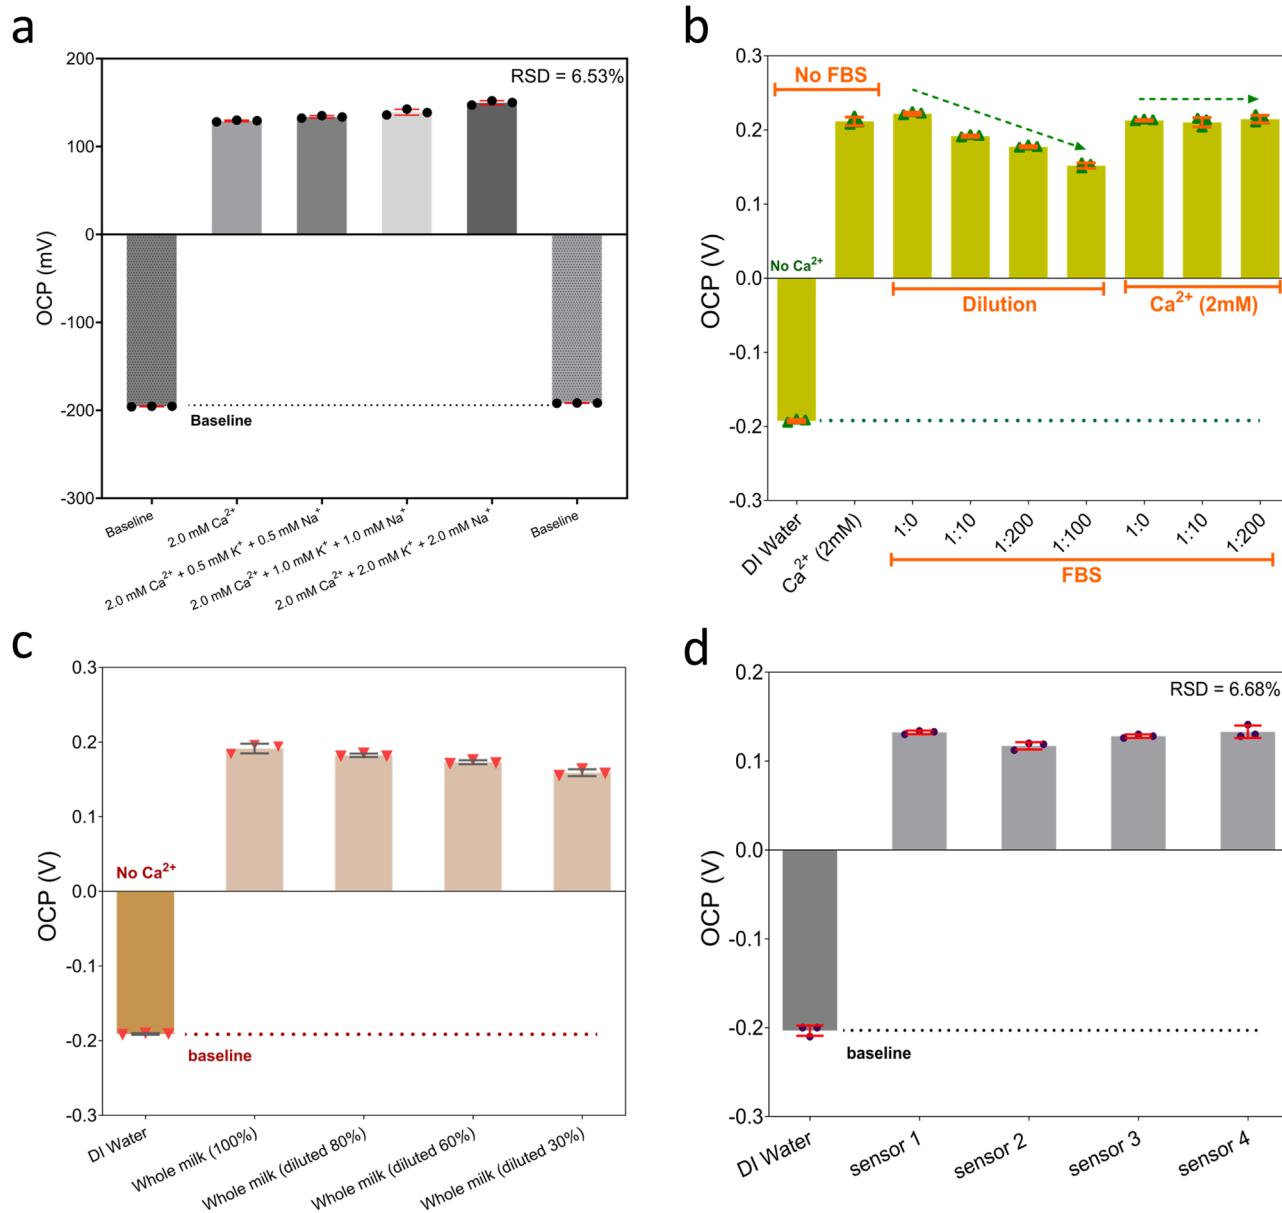 a
200
100
0
-100
-200
-300
OCP (mV)
RSD = 6.53%
Baseline
Baseline
2.0 mM Ca²⁺
2.0 mM Ca²⁺ + 0.5 mM K⁺ + 0.5 mM Na⁺
2.0 mM Ca²⁺ + 1.0 mM K⁺ + 1.0 mM Na⁺
2.0 mM Ca²⁺ + 2.0 mM K⁺ + 2.0 mM Na⁺
Baseline
b
0.3
0.2
0.1
0.0
-0.1
-0.2
-0.3
OCP (V)
No FBS
No Ca²⁺
Dilution
Ca²⁺ (2mM)
DI Water
Ca²⁺ (2mM)
1:0
1:10
1:200
1:100
1:0
1:10
1:200
FBS
c
0.3
0.2
0.1
0.0
-0.1
-0.2
-0.3
OCP (V)
No Ca²⁺
baseline
DI Water
Whole milk (100%)
Whole milk (diluted 80%)
Whole milk (diluted 60%)
Whole milk (diluted 30%)
d
0.2
0.1
0.0
-0.1
-0.2
-0.3
OCP (V)
RSD = 6.68%
baseline
DI Water
sensor 1
sensor 2
sensor 3
sensor 4